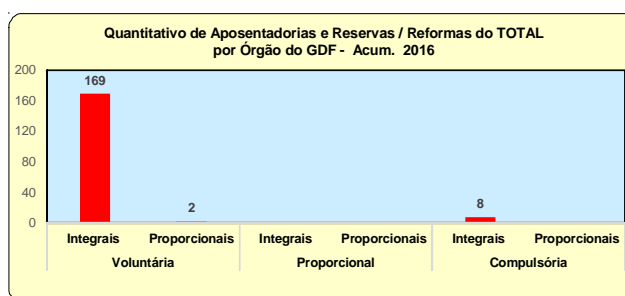 Quantitativo de Aposentadorias e Reservas / Reformas do TOTAL
por Órgão do GDF - Acum. 2016
200
160
120
80
40
0
169
2
8
Integrais Proporcionais Integrais Proporcionais Integrais Proporcionais
Voluntária Proporcional Compulsória